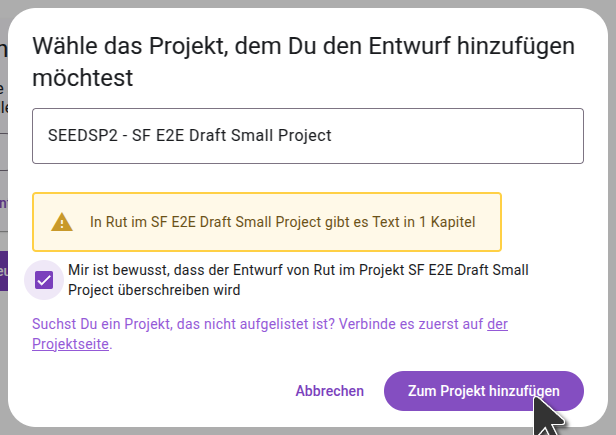 Wähle das Projekt, dem Du den Entwurf hinzufügen
möchtest
SEEDSP2 - SF E2E Draft Small Project
In Rut im SF E2E Draft Small Project gibt es Text in 1 Kapitel
Mir ist bewusst, dass der Entwurf von Rut im Projekt SF E2E Draft Small
Project überschreiben wird
Suchst Du ein Projekt, das nicht aufgelistet ist? Verbinde es zuerst auf der
Projektseite.
Abbrechen
Zum Projekt hinzufügen